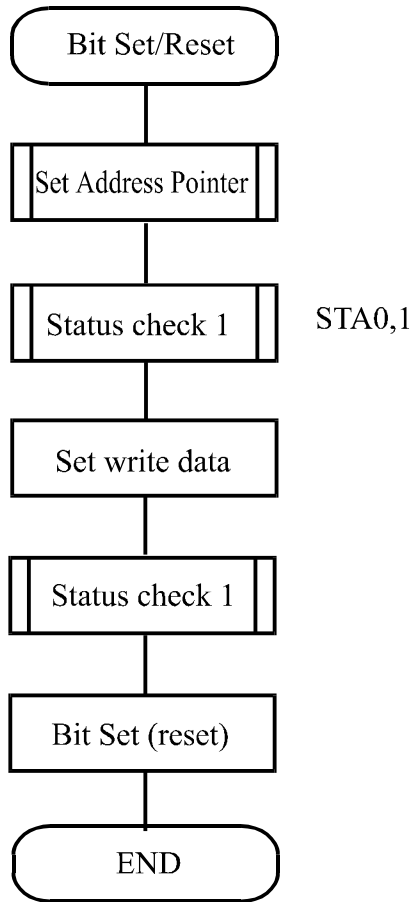 Bit Set/Reset
Set Address Pointer
Status check 1
STA0,1
Set write data
Status check 1
Bit Set (reset)
END